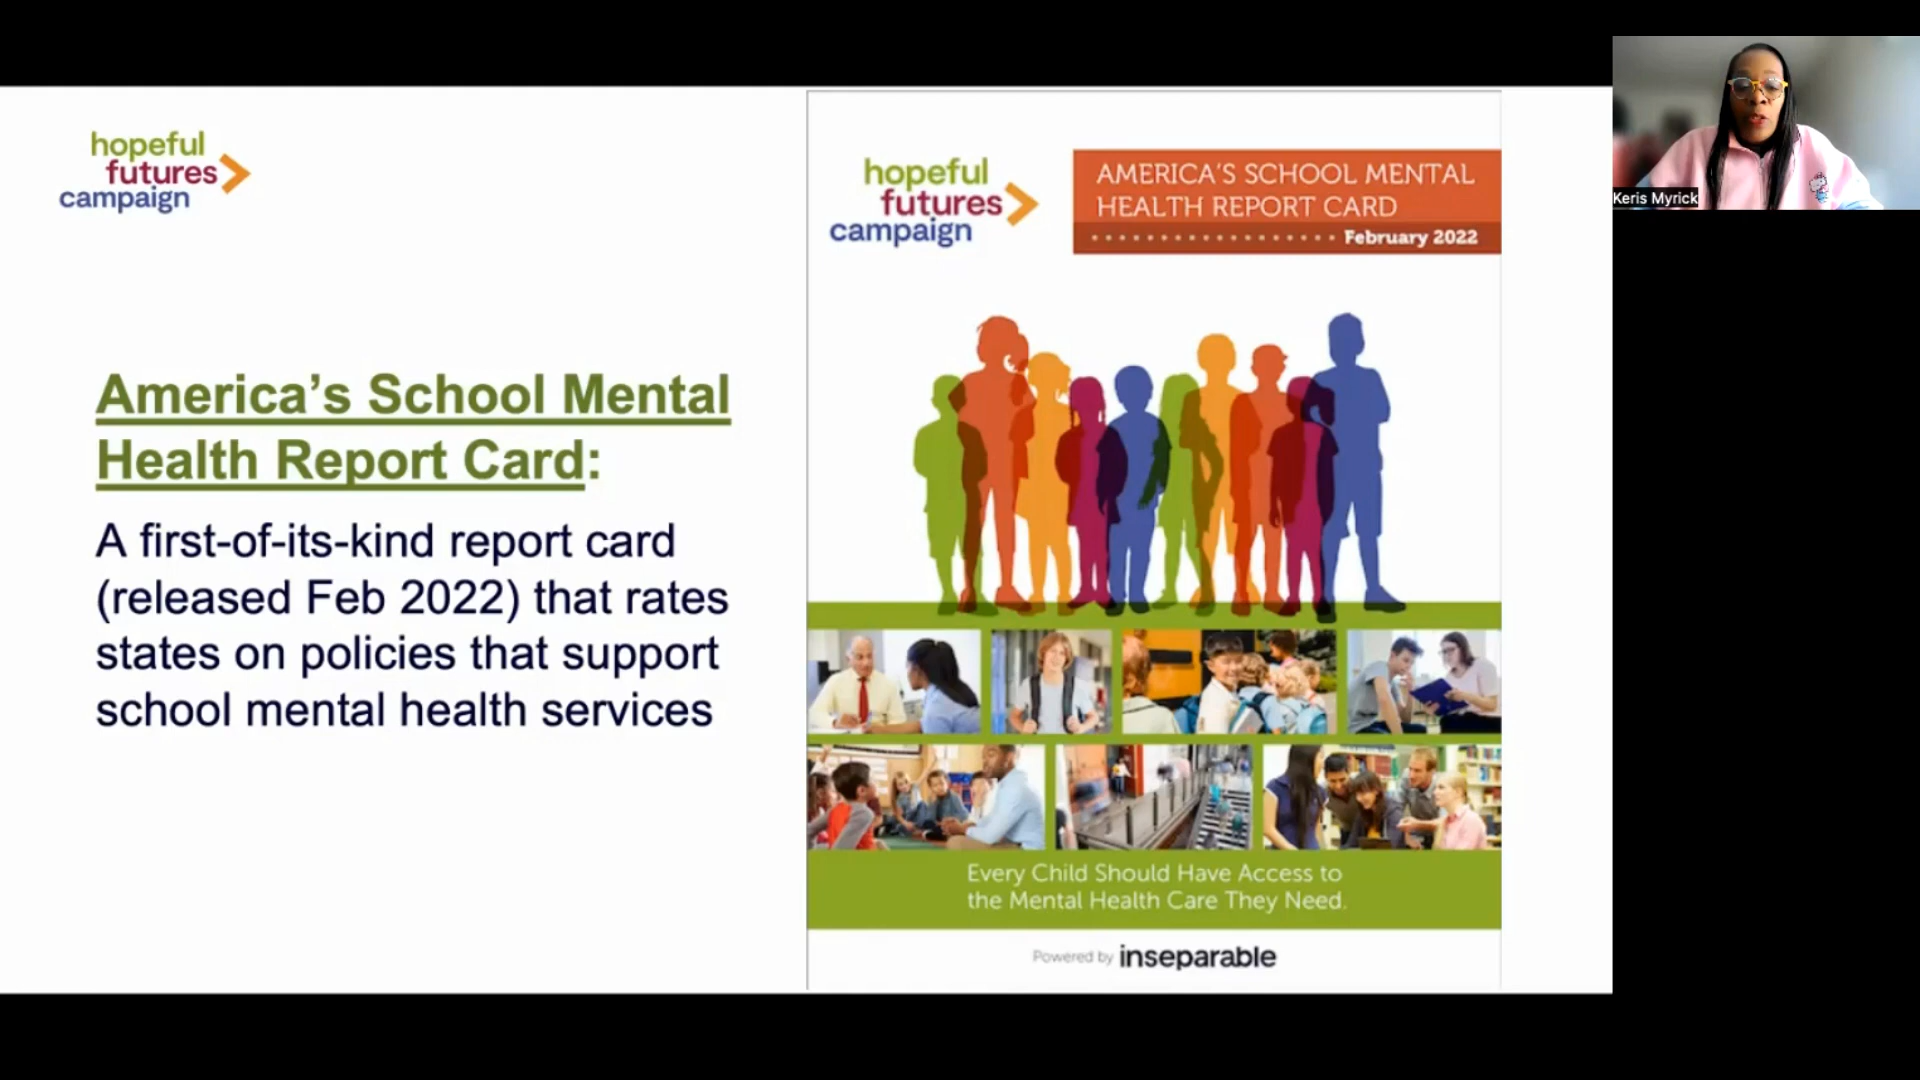 hopeful
futures
campaign
America's School Mental
Health Report Card:
A first-of-its-kind report card
(released Feb 2022) that rates
states on policies that support
school mental health services
hopeful
futures
campaign
AMERICA'S SCHOOL MENTAL
HEALTH REPORT CARD
February 2022
Every Child Should Have Access to
the Mental Health Care They Need.
Powered by inseparable
Keris Myrick